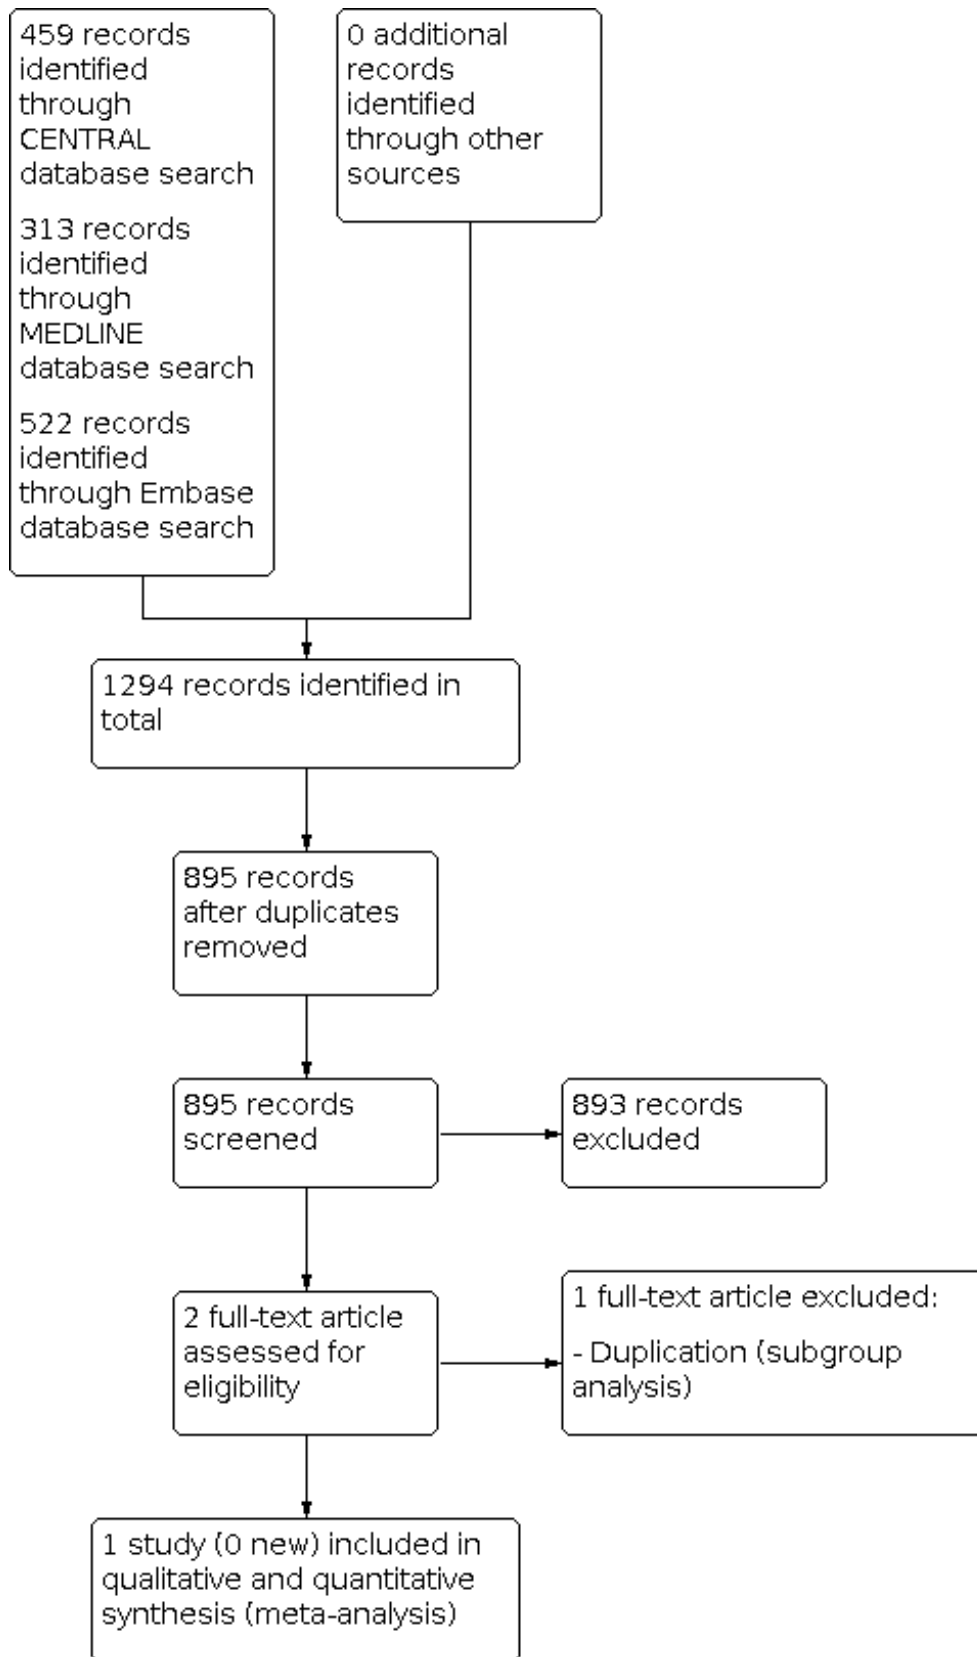 459 records
identified
through
CENTRAL
database search
313 records
identified
through
MEDLINE
database search
522 records
identified
through Embase
database search
0 additional
records
identified
through other
sources
1294 records identified in
total
895 records
after duplicates
removed
895 records
screened
893 records
excluded
2 full-text article
assessed for
eligibility
1 full-text article excluded:
- Duplication (subgroup
analysis)
1 study (0 new) included in
qualitative and quantitative
synthesis (meta-analysis)